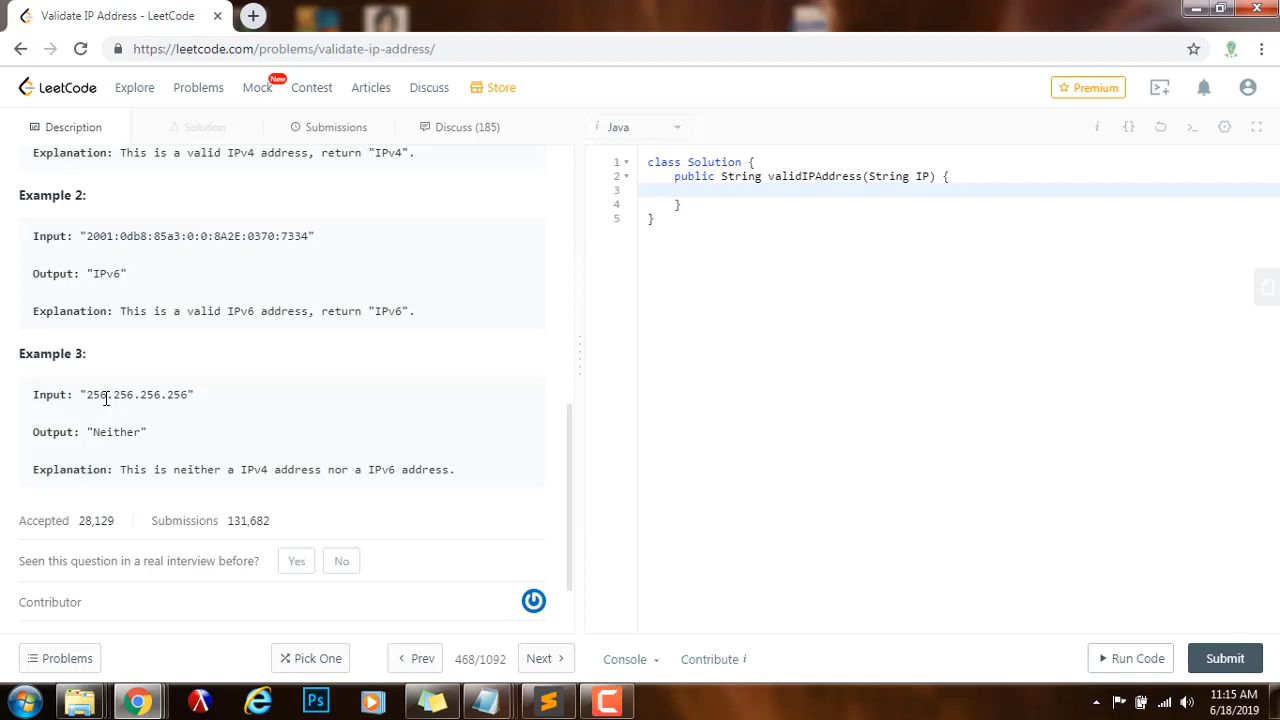 Validate IP Address - LeetCode
https://leetcode.com/problems/validate-ip-address/
LeetCode Explore Problems Mock New Contest Articles Discuss Store Premium
Description Solution Submissions Discuss (185) i Java
Explanation: This is a valid IPv4 address, return "IPv4".
Example 2:
Input: "2001:0db8:85a3:0:0:8A2E:0370:7334"
Output: "IPv6"
Explanation: This is a valid IPv6 address, return "IPv6".
Example 3:
Input: "256.256.256.256"
Output: "Neither"
Explanation: This is neither a IPv4 address nor a IPv6 address.
Accepted 28,129 Submissions 131,682
Seen this question in a real interview before? Yes No
Contributor
1 class Solution {
2 public String validIPAddress(String IP) {
3
4 }
5 }
Problems Pick One Prev 468/1092 Next Console Contribute i Run Code Submit
11:15 AM
6/18/2019